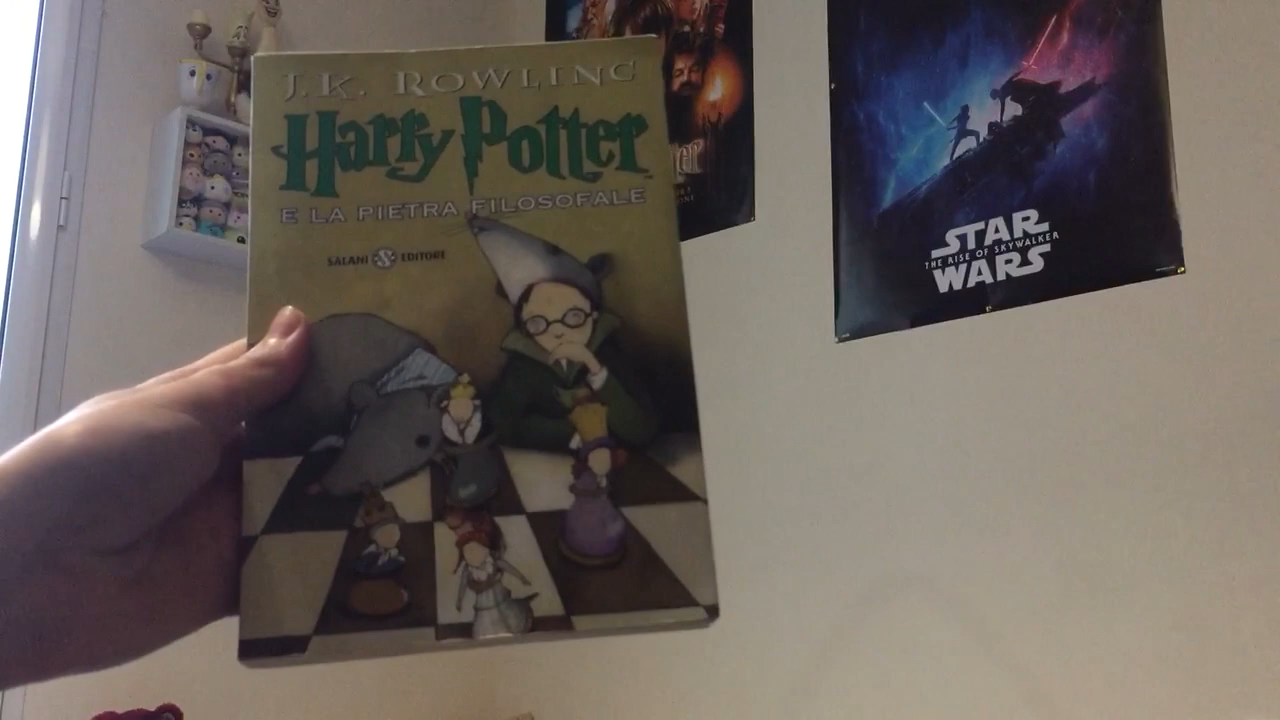 J.K. ROWLING
Harry Potter
E LA PIETRA FILOSOFALE
SALANI EDITORE
STAR
THE RISE OF SKYWALKER
WARS